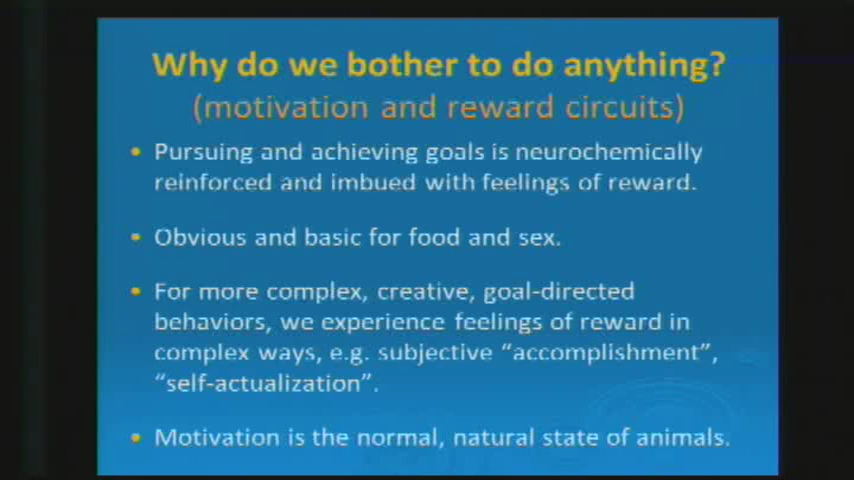 Why do we bother to do anything?
(motivation and reward circuits)
• Pursuing and achieving goals is neurochemically
reinforced and imbued with feelings of reward.
• Obvious and basic for food and sex.
• For more complex, creative, goal-directed
behaviors, we experience feelings of reward in
complex ways, e.g. subjective “accomplishment”,
“self-actualization”.
• Motivation is the normal, natural state of animals.